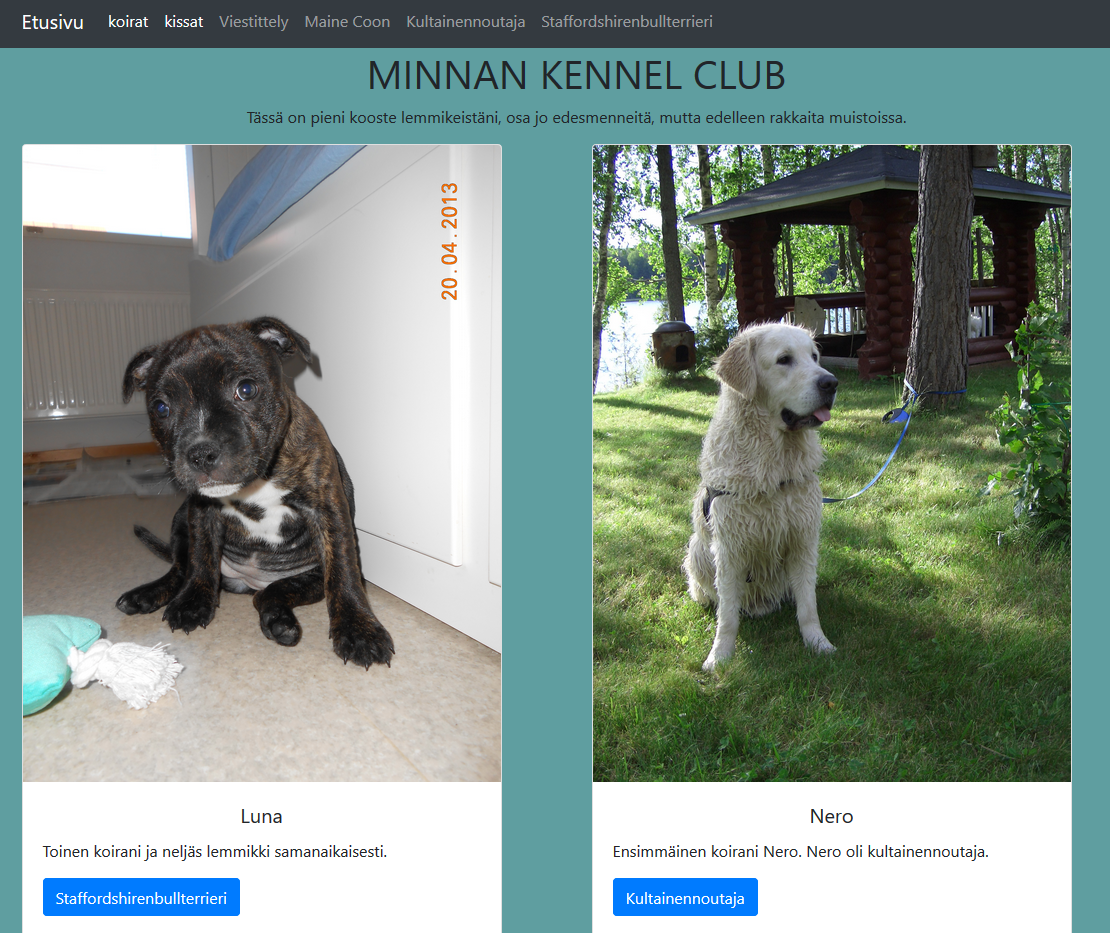 Etusivu koirat kissat Viestittely Maine Coon Kultainennoutaja Staffordshirenbullterrieri
MINNAN KENNEL CLUB
Tässä on pieni kooste lemmikeistäni, osa jo edesmenneitä, mutta edelleen rakkaita muistoissa.
20.04.2013
Luna
Toinen koirani ja neljäs lemmikki samanaikaisesti.
Staffordshirenbullterrieri
Nero
Ensimmäinen koirani Nero. Nero oli kultainennoutaja.
Kultainennoutaja